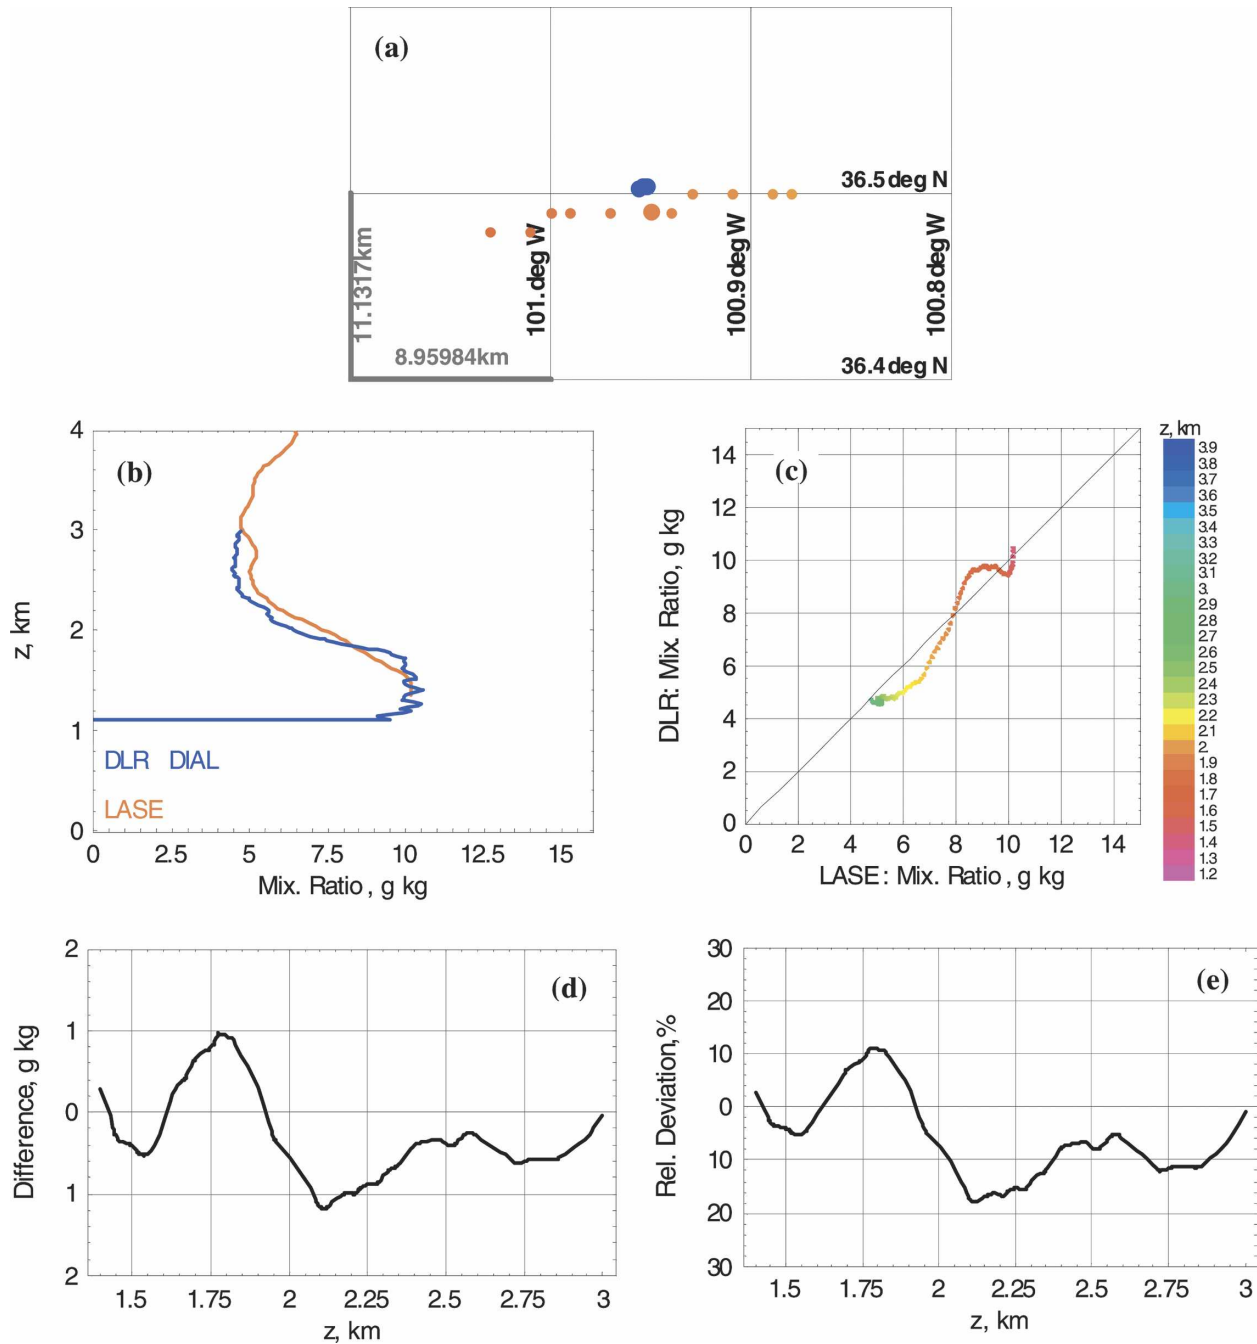 (a)
36.5 deg N
11.1317km
101. deg W
100.9 deg W
100.8 deg W
8.95984km
36.4 deg N
(b)
4
3
2
1
0
z, km
DLR DIAL
LASE
0 2.5 5 7.5 10 12.5 15
Mix. Ratio , g kg
(c)
14
12
10
8
6
4
2
0
DLR: Mix. Ratio, g kg
0 2 4 6 8 10 12 14
LASE: Mix. Ratio, g kg
z, km
3.9
3.8
3.7
3.6
3.5
3.4
3.3
3.2
3.1
3.
2.9
2.8
2.7
2.6
2.5
2.4
2.3
2.2
2.1
2
1.9
1.8
1.7
1.6
1.5
1.4
1.3
1.2
(d)
2
1
0
1
2
Difference, g kg
1.5 1.75 2 2.25 2.5 2.75 3
z, km
(e)
30
20
10
0
10
20
30
Rel. Deviation,%
1.5 1.75 2 2.25 2.5 2.75 3
z, km